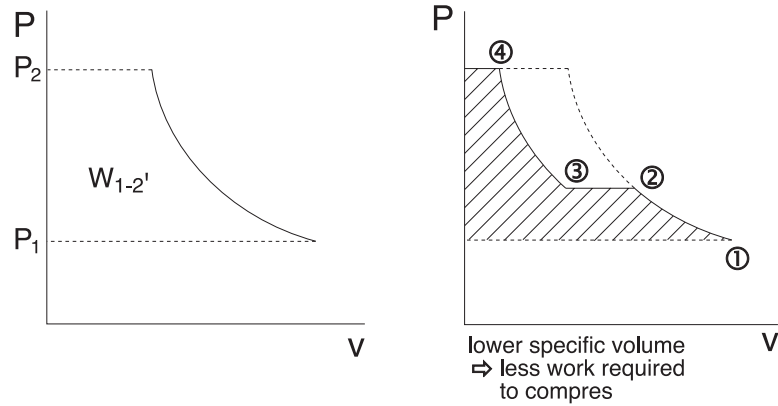 P
P2
W1-2'
P1
v
P
④
③
②
①
v
lower specific volume
⇨ less work required
to compres